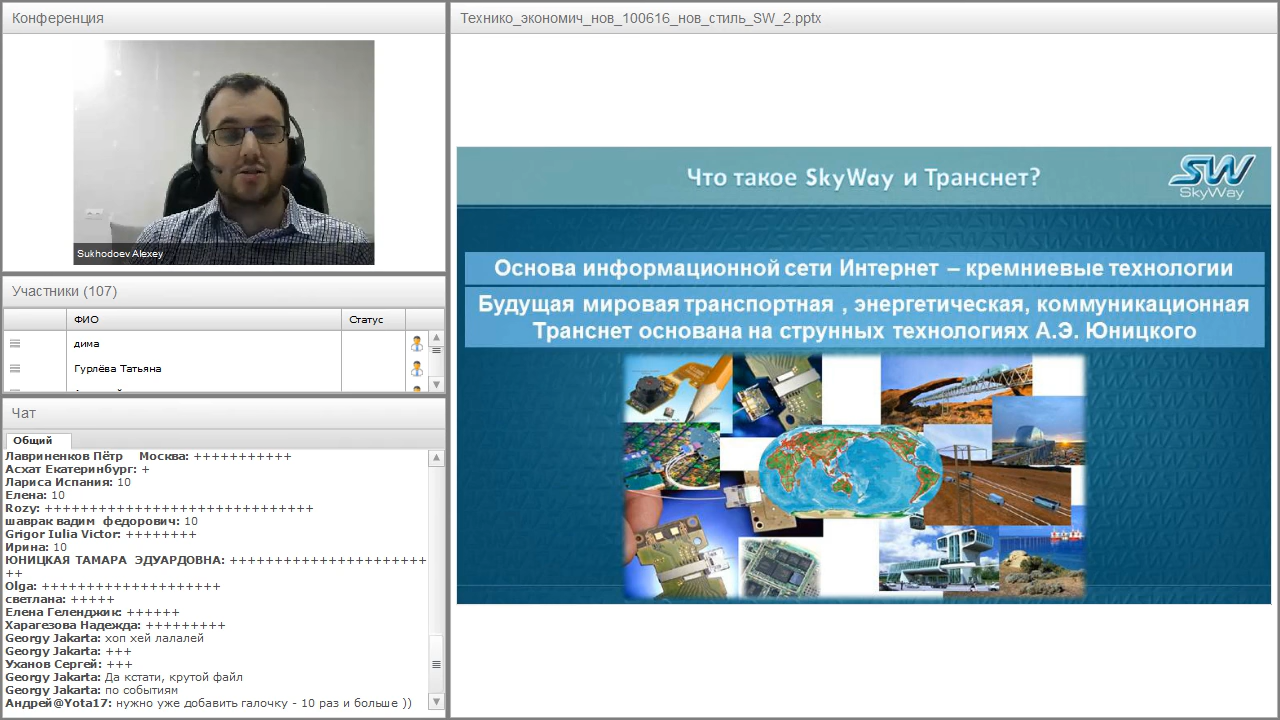 Конференция
Sukhodoev Alexey
Участники (107)
ФИО
Статус
дима
Гурлёва Татьяна
Чат
Общий
Лавриненков Пётр Москва: +++++++++++
Асхат Екатеринбург: +
Лариса Испания: 10
Елена: 10
Rozy: ++++++++++++++++++++++++++++++
шаврак вадим федорович: 10
Grigor Iulia Victor: ++++++++
Ирина: 10
ЮНИЦКАЯ ТАМАРА ЭДУАРДОВНА: ++++++++++++++++++++++
++
Olga: ++++++++++++++++++++
светлана: +++++
Елена Геленджик: ++++++
Харагезова Надежда: +++++++++
Georgy Jakarta: хоп хей лалалей
Georgy Jakarta: +++
Уханов Сергей: +++
Georgy Jakarta: Да кстати, крутой файл
Georgy Jakarta: по событиям
Андрей@Yota17: нужно уже добавить галочку - 10 раз и больше ))
Технико_экономич_нов_100616_нов_стиль_SW_2.pptx
Что такое SkyWay и Транснет?
SW
SkyWay
Основа информационной сети Интернет – кремниевые технологии
Будущая мировая транспортная , энергетическая, коммуникационная
Транснет основана на струнных технологиях А.Э. Юницкого